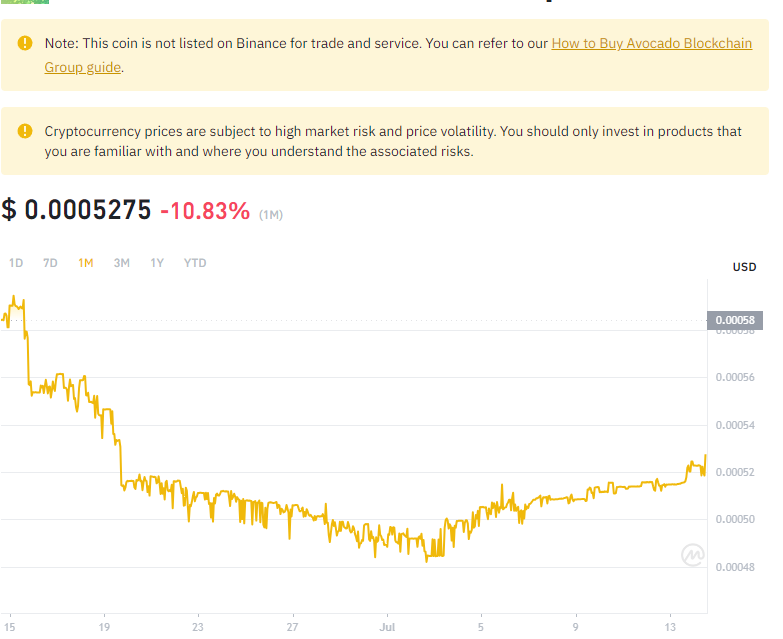 Note: This coin is not listed on Binance for trade and service. You can refer to our How to Buy Avocado Blockchain
Group guide.
Cryptocurrency prices are subject to high market risk and price volatility. You should only invest in products that
you are familiar with and where you understand the associated risks.
$ 0.0005275 -10.83% (1M)
1D 7D 1M 3M 1Y YTD
USD
0.00058
0.00058
0.00056
0.00054
0.00052
0.00050
0.00048
15 19 23 27 Jul 5 9 13